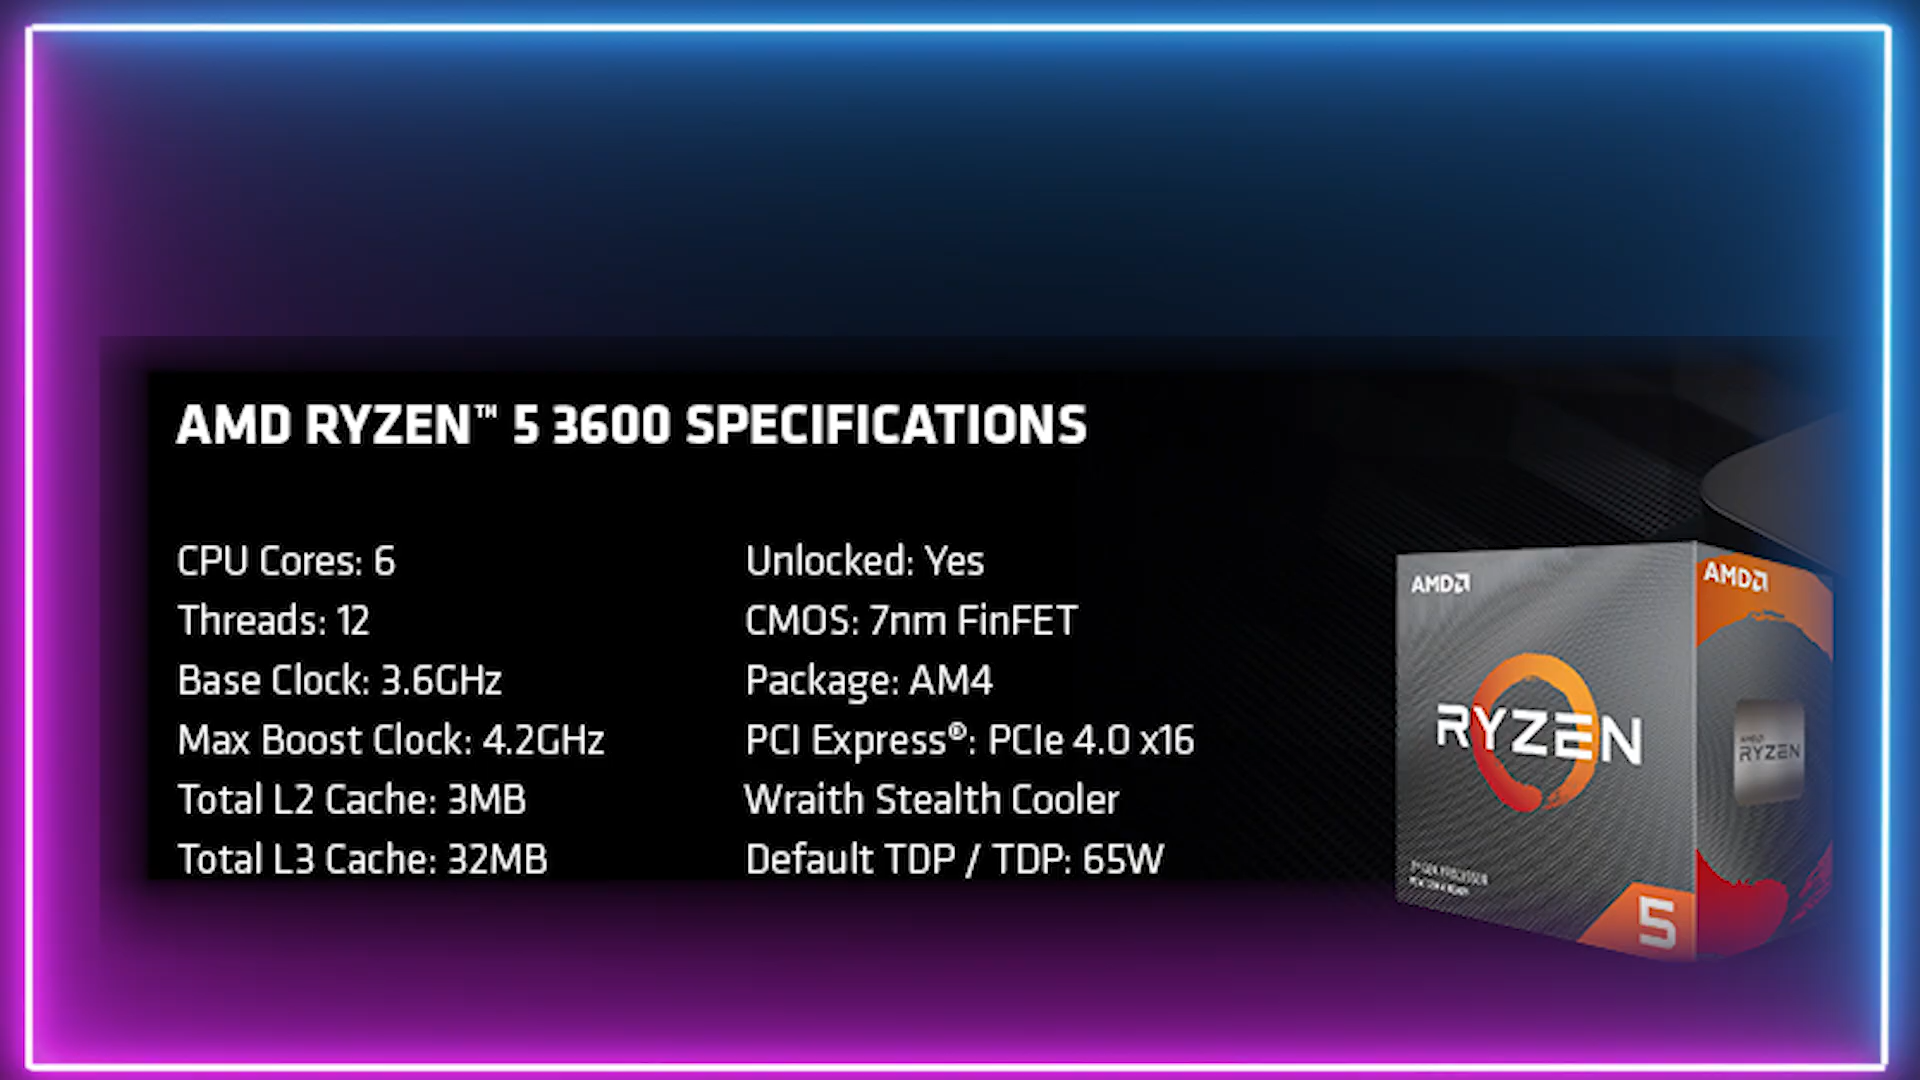 AMD RYZEN™ 5 3600 SPECIFICATIONS
CPU Cores: 6
Threads: 12
Base Clock: 3.6GHz
Max Boost Clock: 4.2GHz
Total L2 Cache: 3MB
Total L3 Cache: 32MB
Unlocked: Yes
CMOS: 7nm FinFET
Package: AM4
PCI Express®: PCIe 4.0 x16
Wraith Stealth Cooler
Default TDP / TDP: 65W
AMD
RYZEN
5
AMD
AMD
RYZEN